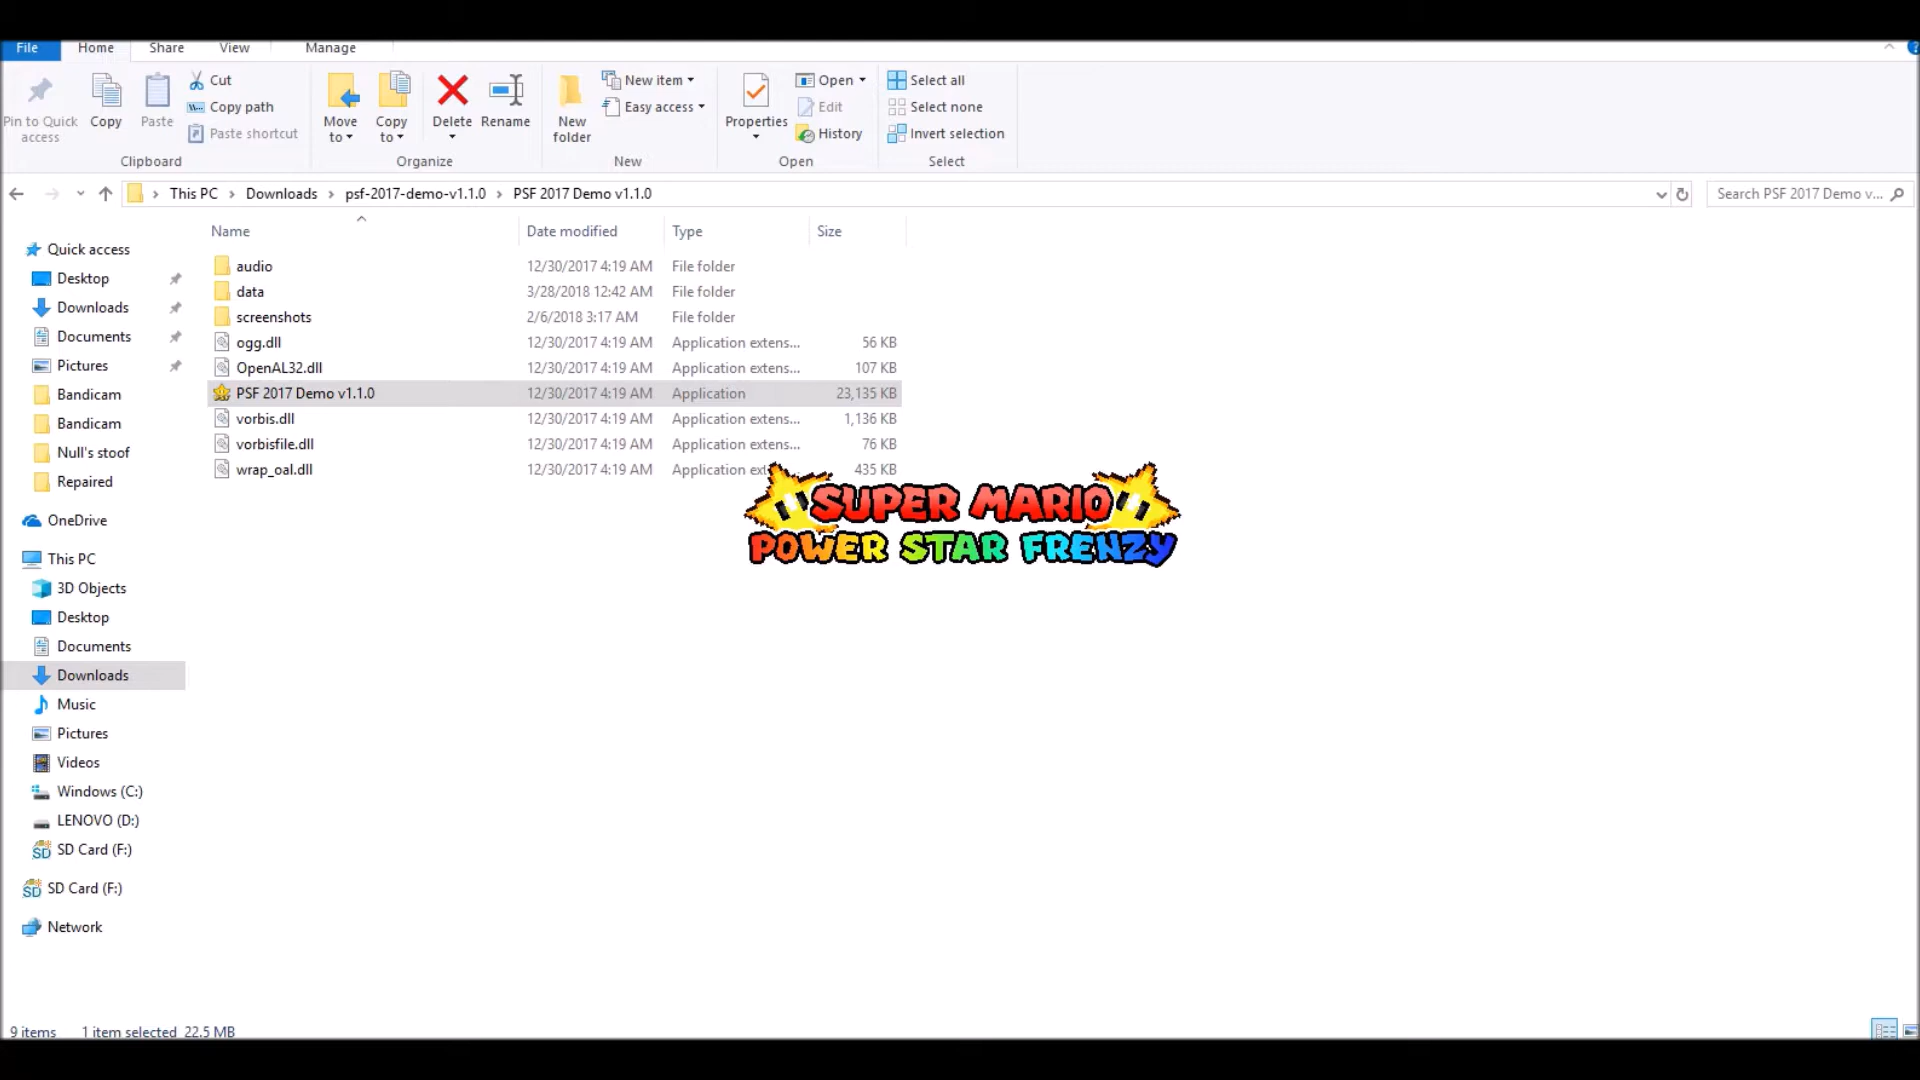 File Home Share View Manage
Pin to Quick access
Copy
Paste
Cut
Copy path
Paste shortcut
Clipboard
Move to
Copy to
Delete
Rename
Organize
New folder
New item
Easy access
New
Properties
Open
Edit
History
Open
Select all
Select none
Invert selection
Select
This PC > Downloads > psf-2017-demo-v1.1.0 > PSF 2017 Demo v1.1.0
Search PSF 2017 Demo v...
Name Date modified Type Size
audio 12/30/2017 4:19 AM File folder
data 3/28/2018 12:42 AM File folder
screenshots 2/6/2018 3:17 AM File folder
ogg.dll 12/30/2017 4:19 AM Application extens... 56 KB
OpenAL32.dll 12/30/2017 4:19 AM Application extens... 107 KB
PSF 2017 Demo v1.1.0 12/30/2017 4:19 AM Application 23,135 KB
vorbis.dll 12/30/2017 4:19 AM Application extens... 1,136 KB
vorbisfile.dll 12/30/2017 4:19 AM Application extens... 76 KB
wrap_oal.dll 12/30/2017 4:19 AM Application 435 KB
SUPER MARIO
POWER STAR FRENZY
Quick access
Desktop
Downloads
Documents
Pictures
Bandicam
Bandicam
Null's stoof
Repaired
OneDrive
This PC
3D Objects
Desktop
Documents
Downloads
Music
Pictures
Videos
Windows (C:)
LENOVO (D:)
SD Card (F:)
SD Card (F:)
Network
9 items 1 item selected 22.5 MB